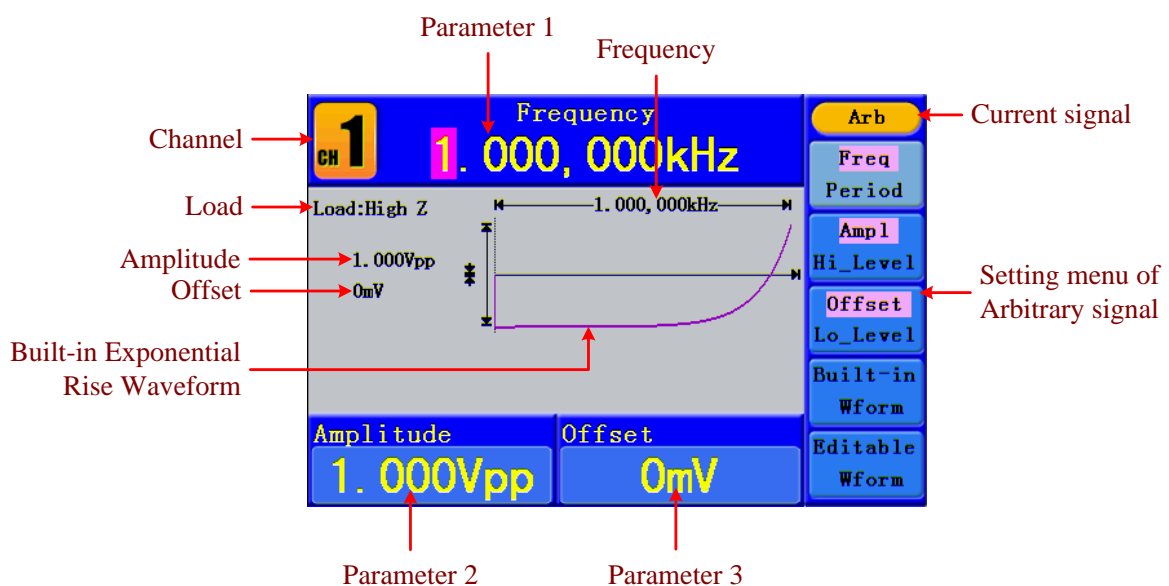 Parameter 1
Frequency
Channel
CH 1
Frequency
1. 000, 000kHz
Arb
Current signal
Freq
Period
Load
Load:High Z
1. 000, 000kHz
Ampl
Hi_Level
Amplitude
1. 000Vpp
Offset
0mV
Offset
Lo_Level
Setting menu of
Arbitrary signal
Built-in Exponential
Rise Waveform
Built-in
Wform
Amplitude
1. 000Vpp
Offset
0mV
Editable
Wform
Parameter 2
Parameter 3